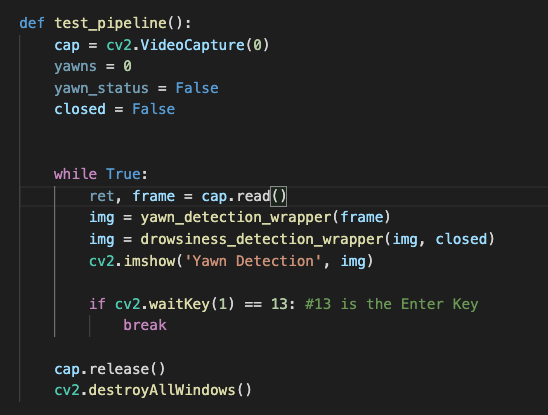 def test_pipeline():
    cap = cv2.VideoCapture(0)
    yawns = 0
    yawn_status = False
    closed = False
    while True:
        ret, frame = cap.read()
        img = yawn_detection_wrapper(frame)
        img = drowsiness_detection_wrapper(img, closed)
        cv2.imshow('Yawn Detection', img)
        if cv2.waitKey(1) == 13: #13 is the Enter Key
            break
    cap.release()
    cv2.destroyAllWindows()